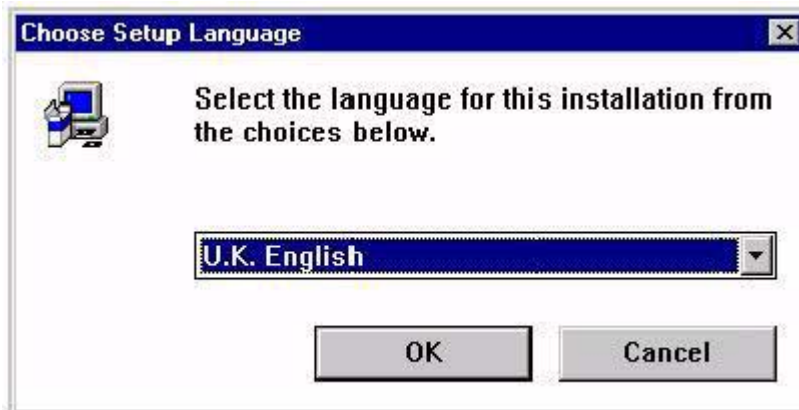 Choose Setup Language
Select the language for this installation from
the choices below.
U.K. English
OK
Cancel